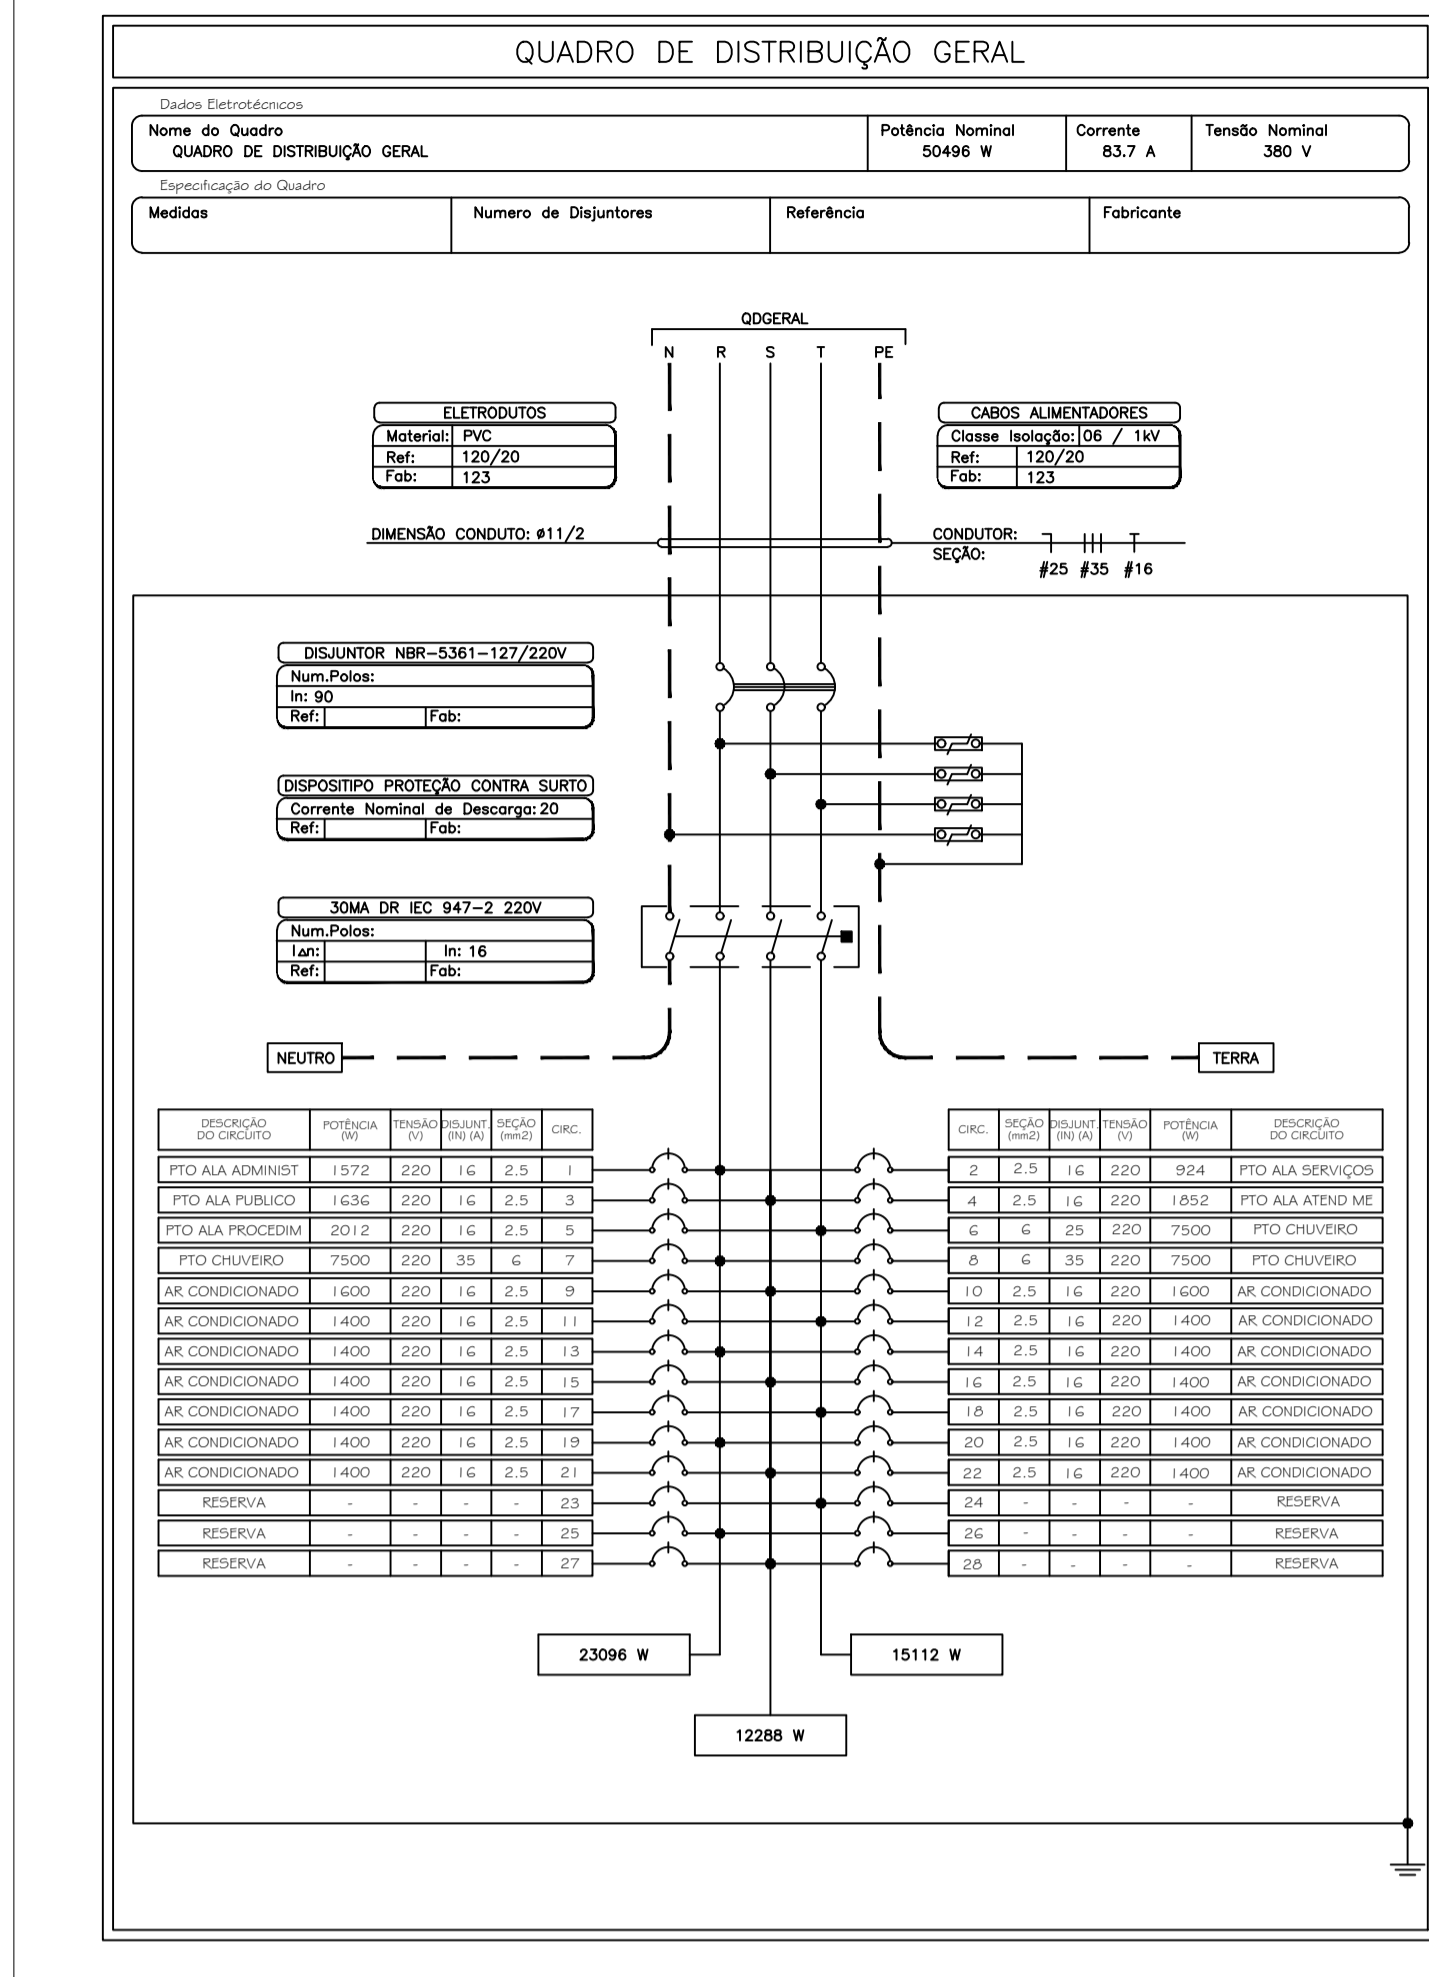 QUADRO DE DISTRIBUIÇÃO GERAL
Dados Eletrotécnicos
Nome do Quadro Potência Nominal Corrente Tensão Nominal
QUADRO DE DISTRIBUIÇÃO GERAL 50496 W 83.7 A 380 V
Especificação do Quadro
Medidas Numero de Disjuntores Referência Fabricante
QDGERAL
N R S T PE
ELETRODUTOS
Material: PVC
Ref: 120/20
Fab: 123
CABOS ALIMENTADORES
Classe Isolação: 06 / 1kV
Ref: 120/20
Fab: 123
DIMENSÃO CONDUTO: ø11/2
CONDUTOR:
SEÇÃO:
#25 #35 #16
DISJUNTOR NBR-5361-127/220V
Num.Polos:
In: 90
Ref: Fab:
DISPOSITIPO PROTEÇÃO CONTRA SURTO
Corrente Nominal de Descarga: 20
Ref: Fab:
30MA DR IEC 947-2 220V
Num.Polos:
IΔn: In: 16
Ref: Fab:
NEUTRO TERRA
DESCRIÇÃO DO CIRCUITO POTÊNCIA (W) TENSÃO (V) DISJUNT. (IN) (A) SEÇÃO (mm2) CIRC. CIRC. SEÇÃO (mm2) DISJUNT. (IN) (A) TENSÃO (V) POTÊNCIA (W) DESCRIÇÃO DO CIRCUITO
PTO ALA ADMINIST 1572 220 16 2.5 1 2 2.5 16 220 924 PTO ALA SERVIÇOS
PTO ALA PUBLICO 1636 220 16 2.5 3 4 2.5 16 220 1852 PTO ALA ATEND ME
PTO ALA PROCEDIM 2012 220 16 2.5 5 6 6 25 220 7500 PTO CHUVEIRO
PTO CHUVEIRO 7500 220 35 6 7 8 6 35 220 7500 PTO CHUVEIRO
AR CONDICIONADO 1600 220 16 2.5 9 10 2.5 16 220 1600 AR CONDICIONADO
AR CONDICIONADO 1400 220 16 2.5 11 12 2.5 16 220 1400 AR CONDICIONADO
AR CONDICIONADO 1400 220 16 2.5 13 14 2.5 16 220 1400 AR CONDICIONADO
AR CONDICIONADO 1400 220 16 2.5 15 16 2.5 16 220 1400 AR CONDICIONADO
AR CONDICIONADO 1400 220 16 2.5 17 18 2.5 16 220 1400 AR CONDICIONADO
AR CONDICIONADO 1400 220 16 2.5 19 20 2.5 16 220 1400 AR CONDICIONADO
AR CONDICIONADO 1400 220 16 2.5 21 22 2.5 16 220 1400 AR CONDICIONADO
RESERVA - - - - 23 24 - - - - RESERVA
RESERVA - - - - 25 26 - - - - RESERVA
RESERVA - - - - 27 28 - - - - RESERVA
23096 W 15112 W
12288 W